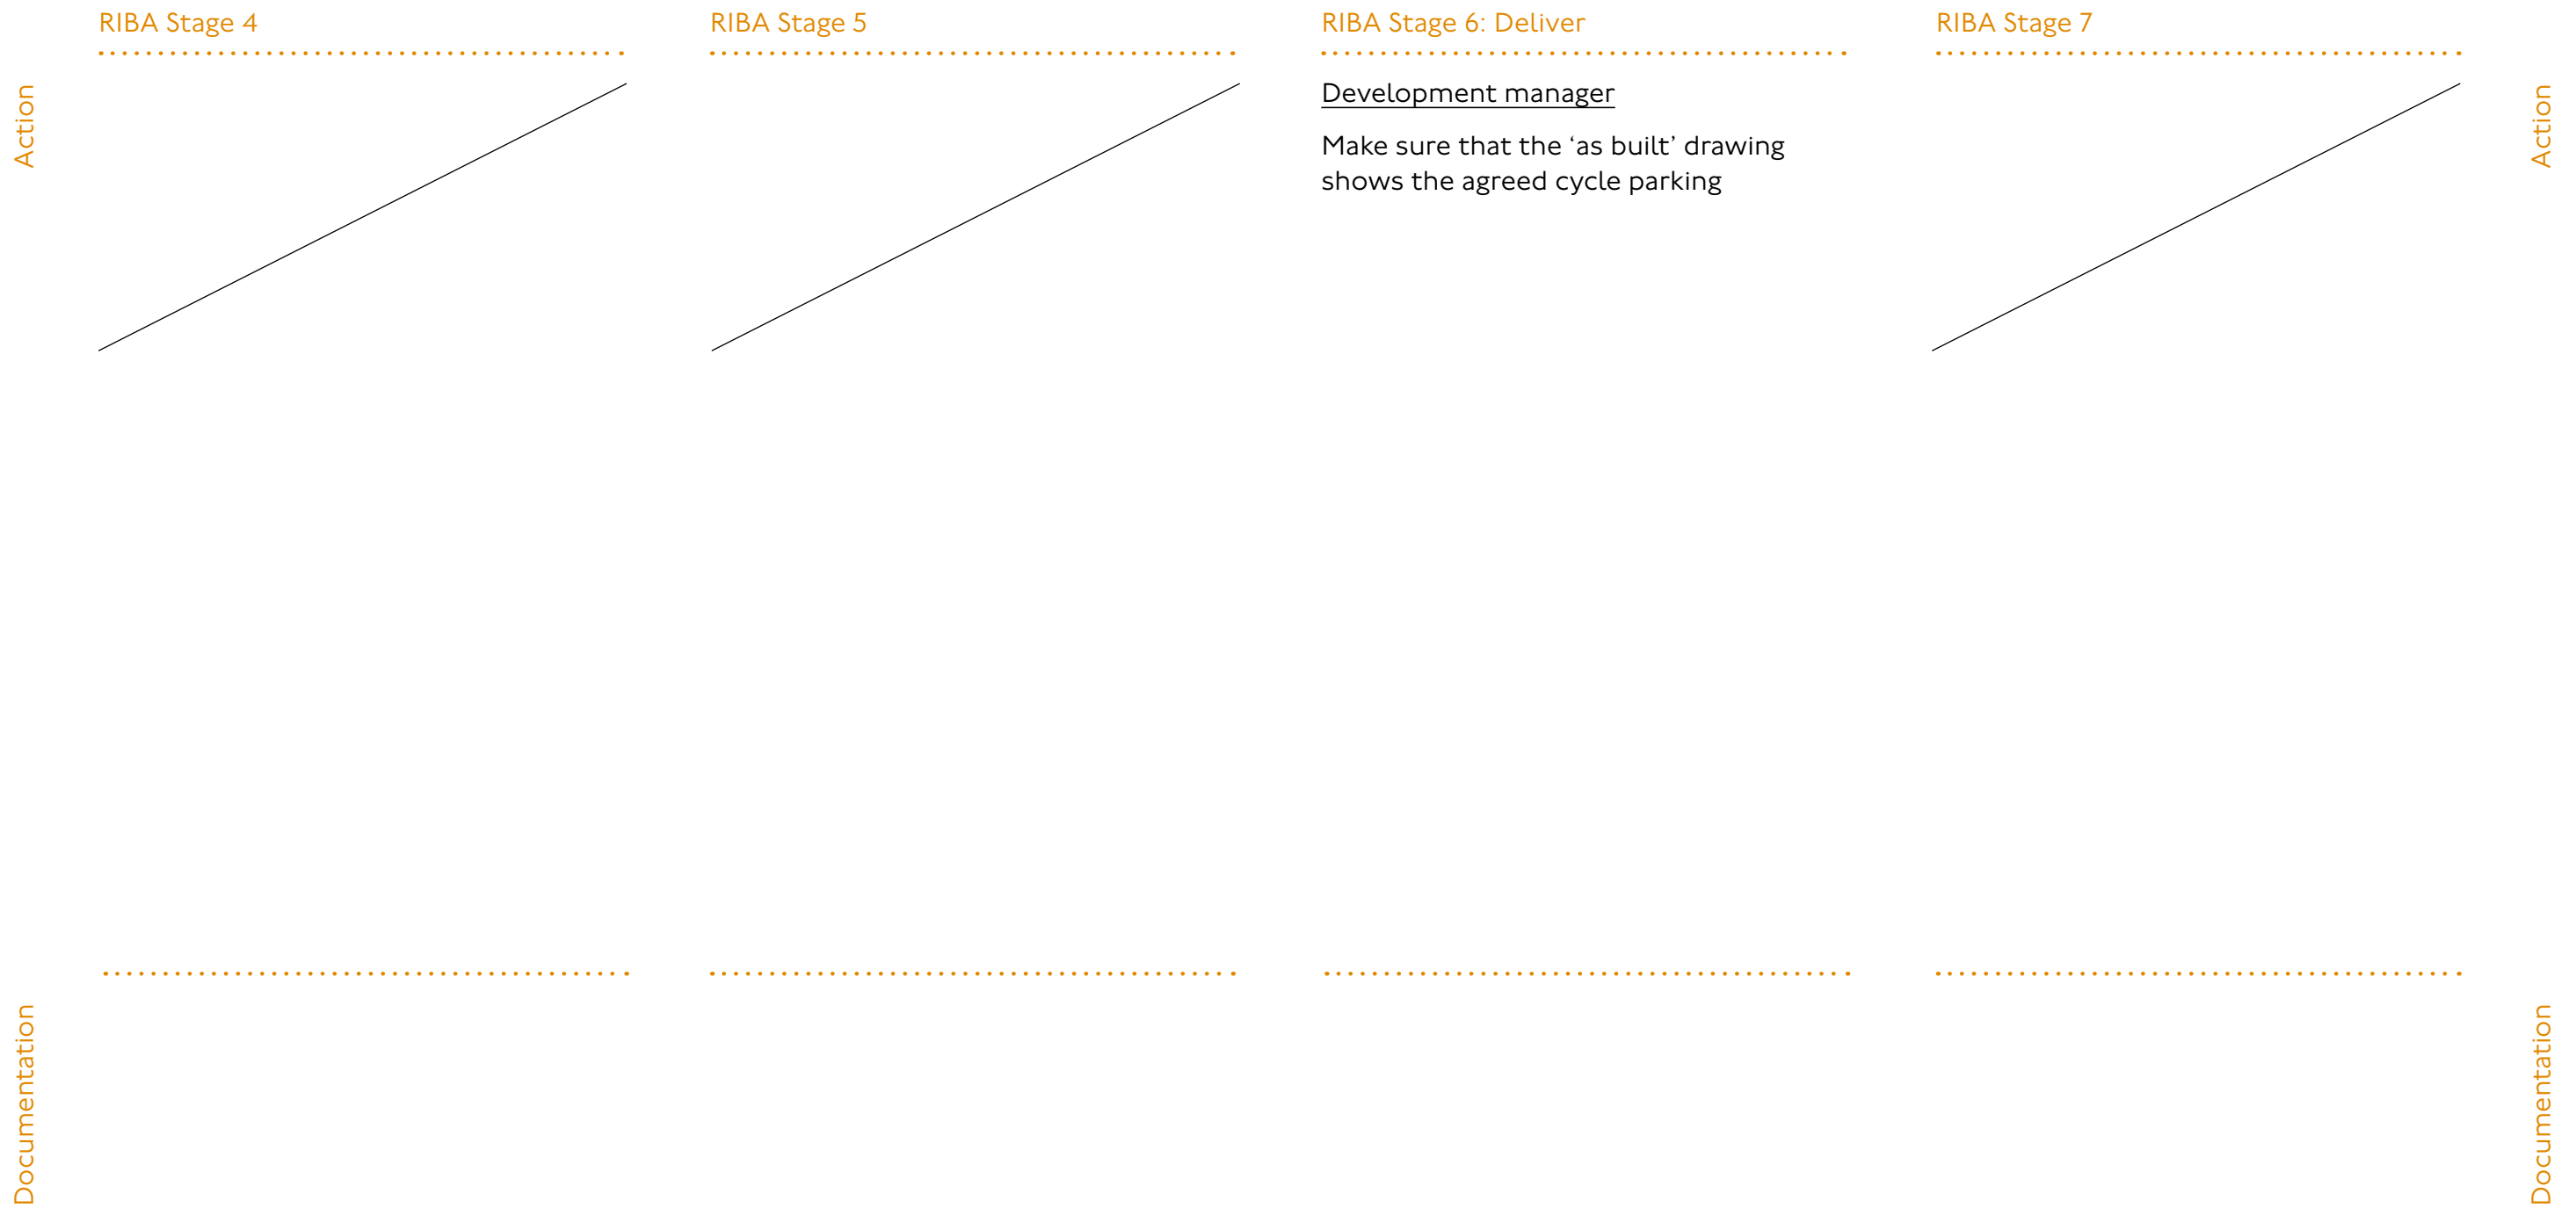 RIBA Stage 4
RIBA Stage 5
RIBA Stage 6: Deliver
RIBA Stage 7
Action
Development manager
Make sure that the ‘as built’ drawing
shows the agreed cycle parking
Action
Documentation
Documentation